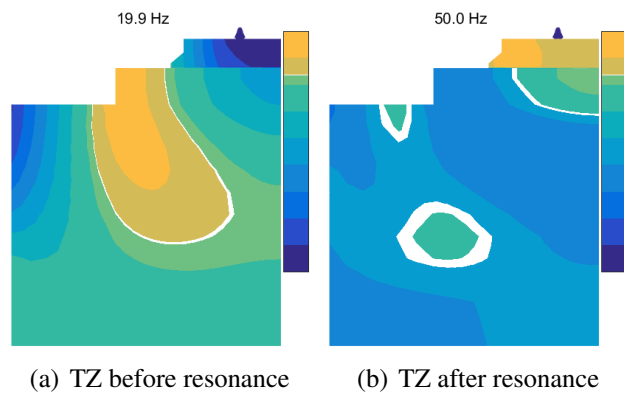 19.9 Hz
50.0 Hz
(a) TZ before resonance
(b) TZ after resonance